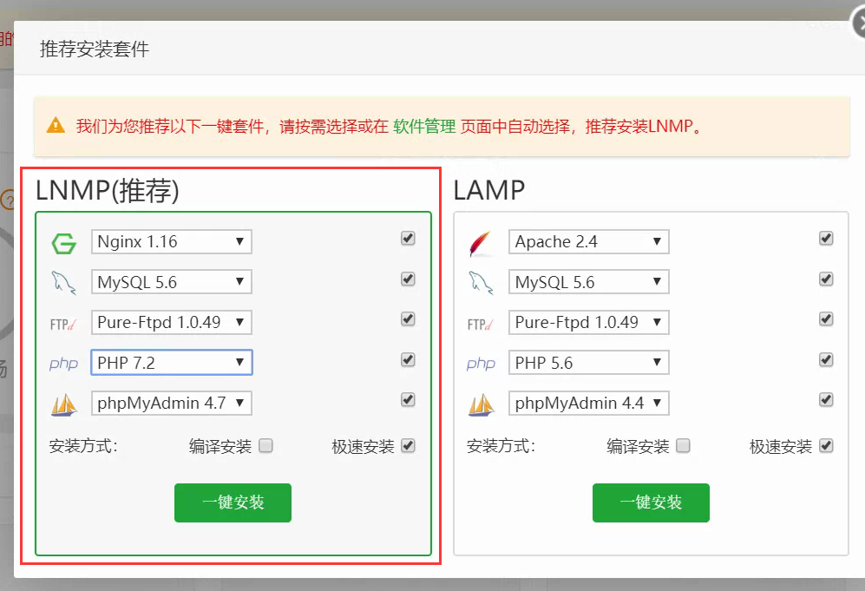 推荐安装套件
我们为您推荐以下一键套件，请按需选择或在 软件管理 页面中自动选择，推荐安装LNMP。
LNMP(推荐)
Nginx 1.16
MySQL 5.6
FTP
Pure-Ftpd 1.0.49
php
PHP 7.2
phpMyAdmin 4.7
安装方式：
编译安装
极速安装
一键安装
LAMP
Apache 2.4
MySQL 5.6
FTP
Pure-Ftpd 1.0.49
php
PHP 5.6
phpMyAdmin 4.4
安装方式：
编译安装
极速安装
一键安装